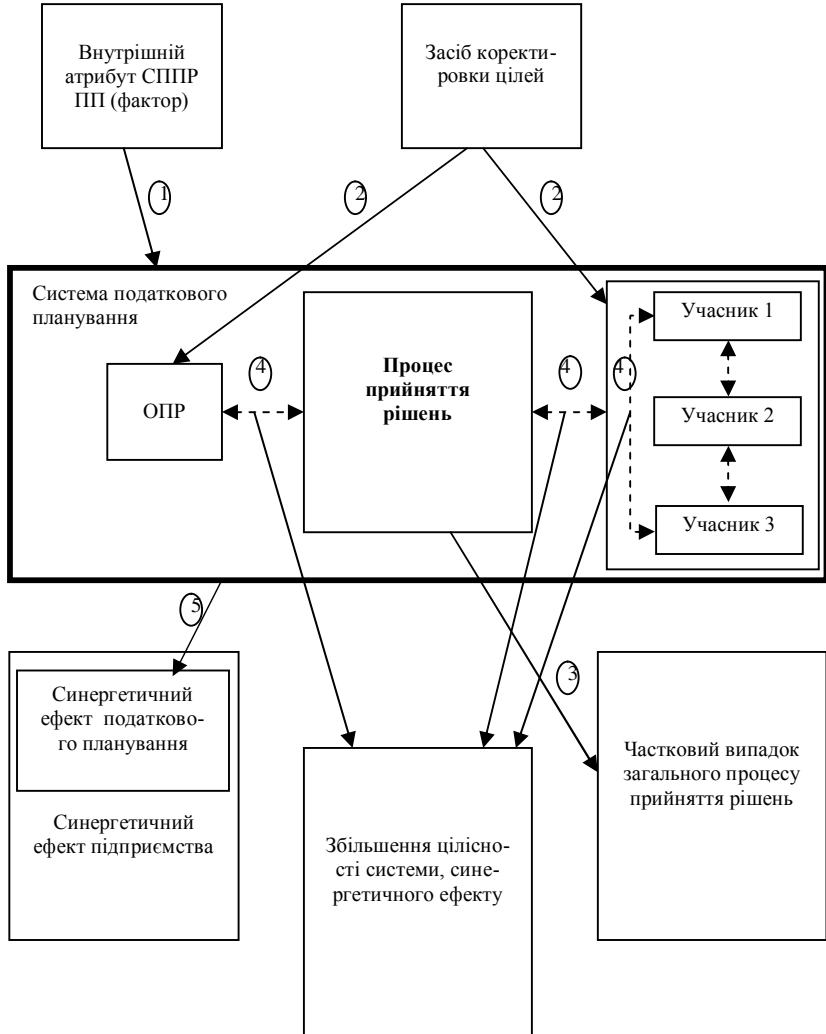 Внутрішній
атрибут СППР
ПП (фактор)
Засіб коректи-
ровки цілей
1
2
2
Система податкового
планування
ОПР
4
Процес
прийняття
рішень
4
4
Учасник 1
Учасник 2
Учасник 3
5
3
Синергетичний
ефект податково-
го планування
Синергетичний
ефект підприємства
Збільшення цілісно-
сті системи, сине-
ргетичного ефекту
Частковий випадок
загального процесу
прийняття рішень